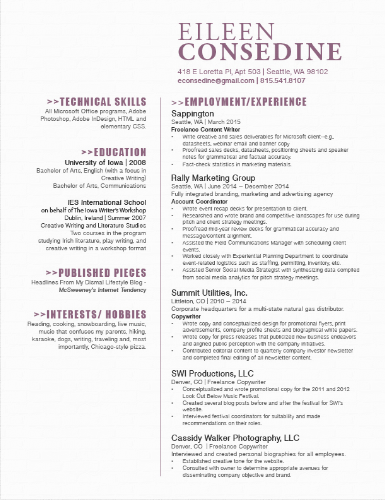 EILEEN
CONSEDINE
418 E Loretta Pl, Apt 503 | Seattle, WA 98102
econsedine@gmail.com | 815.541.8107
>>TECHNICAL SKILLS
All Microsoft Office programs, Adobe
Photoshop, Adobe InDesign, HTML and
elementary CSS.
>>EDUCATION
University of Iowa | 2008
Bachelor of Arts, English (with a focus in
Creative Writing)
Bachelor of Arts, Communications
IES International School
on behalf of The Iowa Writer's Workshop
Dublin, Ireland | Summer 2007
Creative Writing and Literature Studies
Two courses in the program
studying Irish literature, play writing, and
creative writing in a workshop format
>>PUBLISHED PIECES
Headlines From My Dismal Lifestyle Blog -
McSweeney's Internet Tendency
>>INTERESTS/ HOBBIES
Reading, cooking, snowboarding, live music,
music that confuses my parents, hiking,
karaoke, dogs, writing, traveling and, most
importantly, Chicago-style pizza.
>>EMPLOYMENT/EXPERIENCE
Sappington
Seattle, WA | March 2015
Freelance Content Writer
• Write creative and sales deliverables for Microsoft client-e.g.,
datasheets, webinar email and banner copy
• Proofread sales decks, datasheets, positioning sheets and speaker
notes for grammatical and factual accuracy.
• Fact-check statistics in marketing materials.
Rally Marketing Group
Seattle, WA | June 2014 – December 2014
Fully integrated marketing, branding and advertising agency
Account Coordinator
• Wrote event recap decks for presentation to client.
• Researched and wrote brand and competitive landscapes for use during
pitch and client strategy meetings.
• Proofread mid-year review decks for grammatical accuracy and
message/content alignment.
• Assisted the Field Communications Manager with scheduling client
events.
• Worked closely with Experiential Planning Department to coordinate
event-related logistics such as staffing, permitting, inventory, etc.
• Assisted Senior Social Media Strategist with synthesizing data compiled
from social media analytics for pitch strategy meetings.
Summit Utilities, Inc.
Littleton, CO | 2010 – 2014
Corporate headquarters for a multi-state natural gas distributor.
Copywriter
• Wrote copy and conceptualized design for promotional flyers, print
advertisements, company profile sheets and biographical white papers.
• Wrote copy for press releases that publicized new business endeavors
and aligned public perception with the company initiatives.
• Contributed editorial content to quarterly company investor newsletter
and completed final editing of all newsletter content.
SWI Productions, LLC
Denver, CO | Freelance Copywriter
• Conceptualized and wrote promotional copy for the 2011 and 2012
Look Out Below Music Festival.
• Created several blog posts before and after the festival for SWI's
website.
• Interviewed festival coordinators for suitability and made
recommendations on their roles.
Cassidy Walker Photography, LLC
Denver, CO | Freelance Copywriter
Interviewed and created personal biographies for all employees.
• Established creative tone for the website.
• Consulted with owner to determine appropriate avenues for
disseminating company objective and brand.